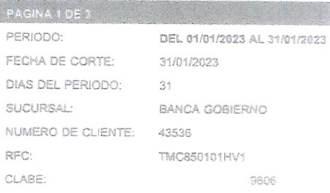 PAGINA 1 DE 3
PERIODO: DEL 01/01/2023 AL 31/01/2023
FECHA DE CORTE: 31/01/2023
DIAS DEL PERIODO: 31
SUCURSAL: BANCA GOBIERNO
NUMERO DE CLIENTE: 43536
RFC: TMC850101HV1
CLABE: 9606